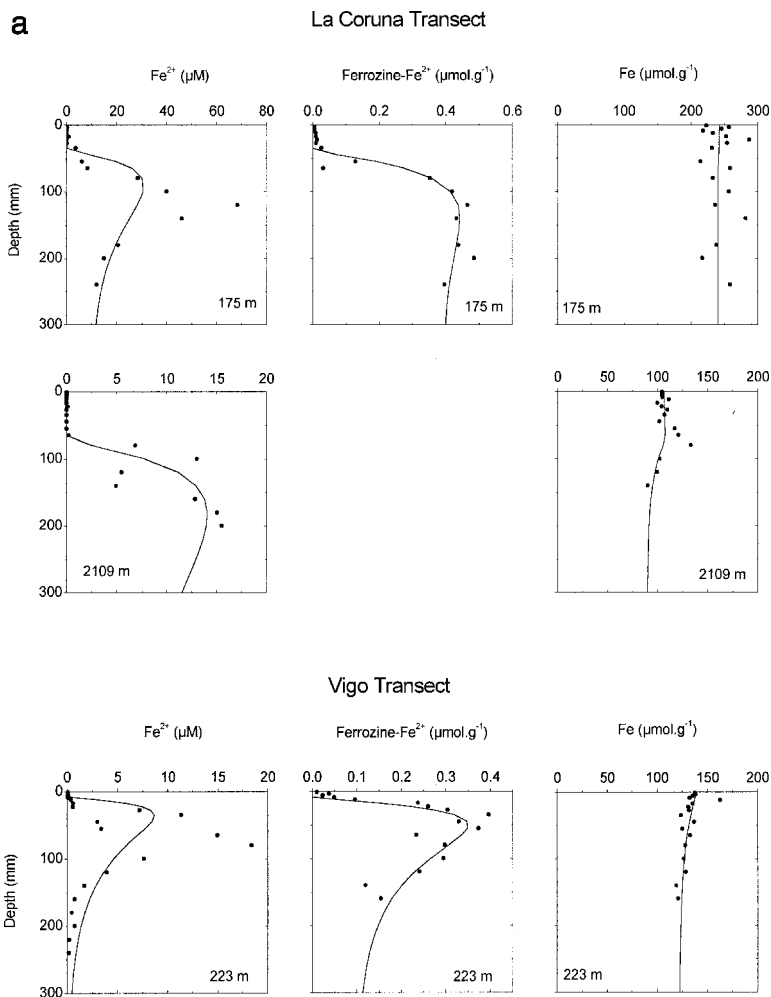 a
La Coruna Transect
Fe²⁺ (µM)
Ferrozine-Fe²⁺ (µmol.g⁻¹)
Fe (µmol.g⁻¹)
0 20 40 60 80
0.0 0.2 0.4 0.6
0 100 200 300
Depth (mm)
0
100
200
300
175 m
175 m
175 m
0 5 10 15 20
0 50 100 150 200
0
100
200
300
2109 m
2109 m
Vigo Transect
Fe²⁺ (µM)
Ferrozine-Fe²⁺ (µmol.g⁻¹)
Fe (µmol.g⁻¹)
0 5 10 15 20
0.0 0.1 0.2 0.3 0.4
0 50 100 150 200
Depth (mm)
0
100
200
300
223 m
223 m
223 m